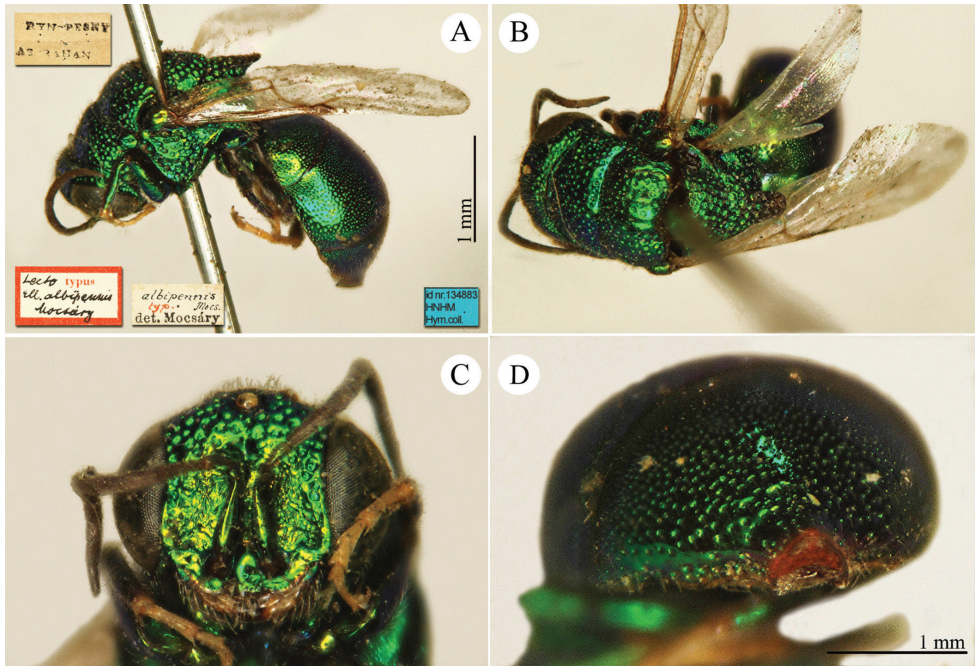 RYN-PESKY
A
B
1 mm
Lecto typus
Ell. albipennis
Mocsáry
albipennis
typ. Mocs.
det. Mocsáry
id nr.134883
HNHM
Hym.coll.
C
D
1 mm